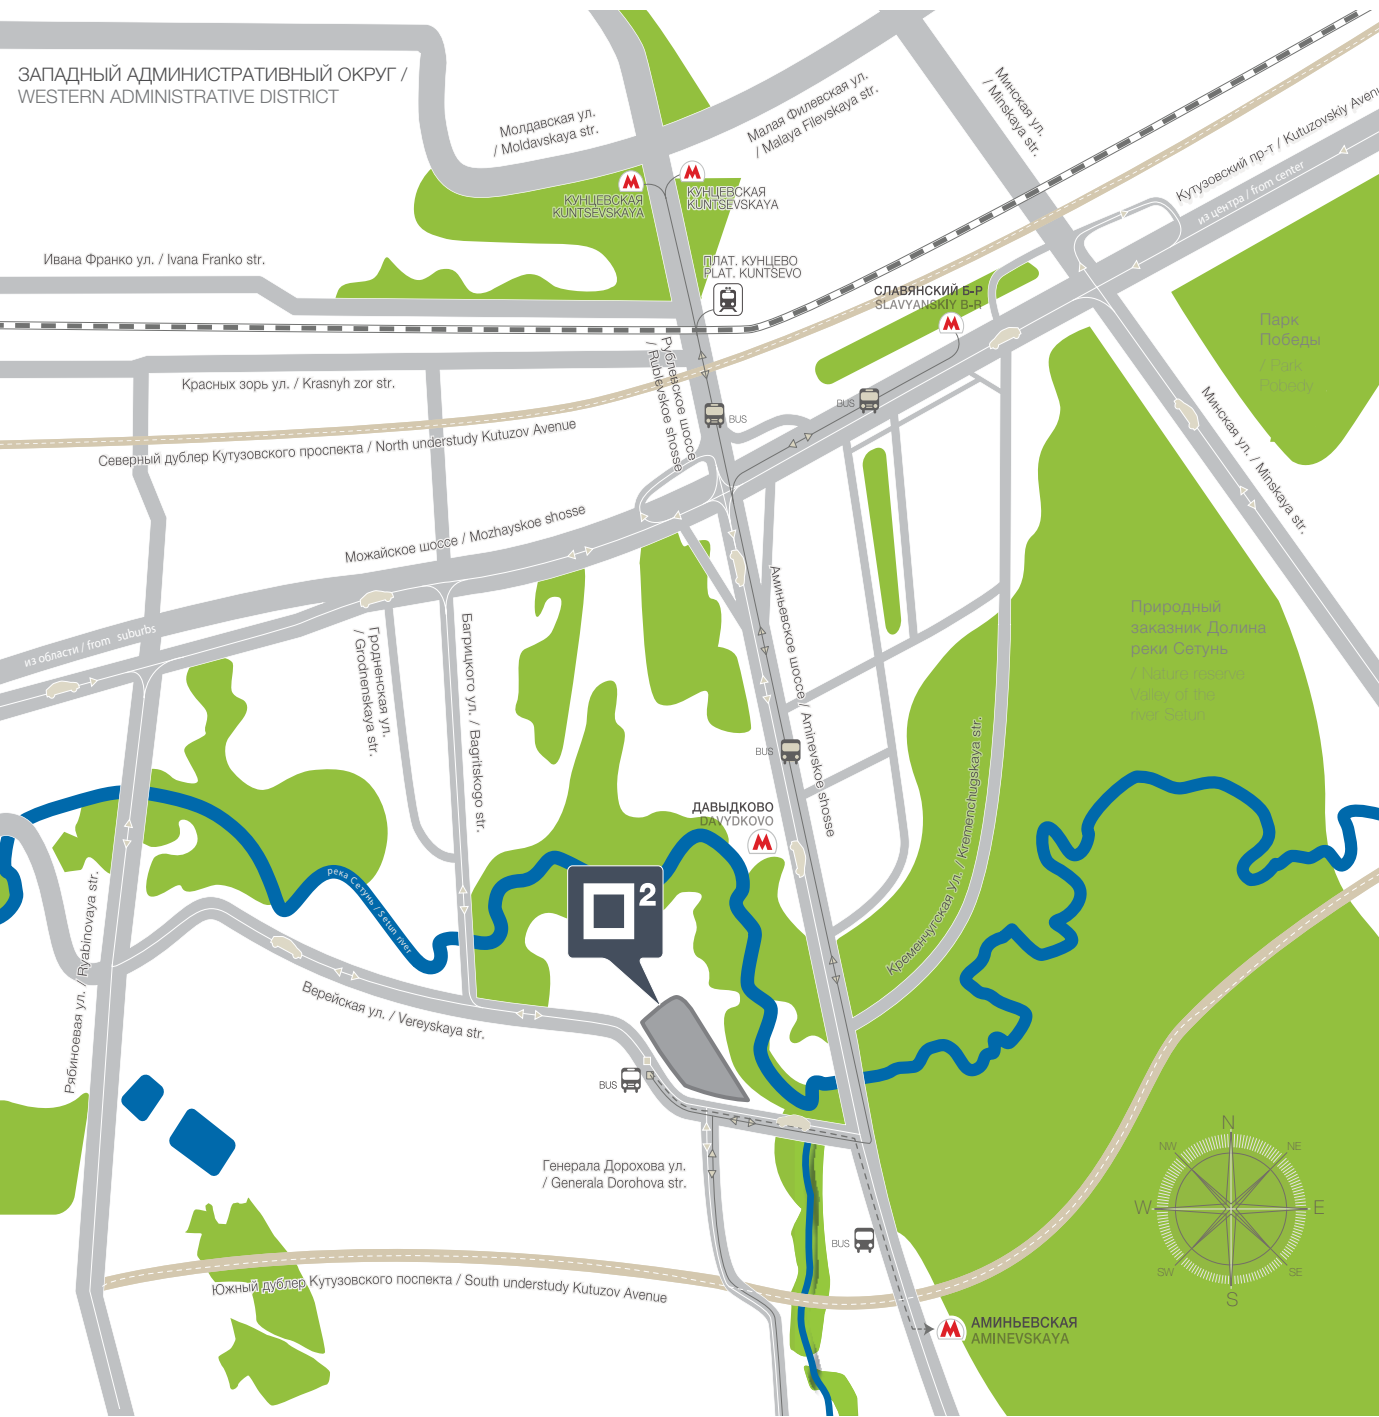 ЗАПАДНЫЙ АДМИНИСТРАТИВНЫЙ ОКРУГ /
WESTERN ADMINISTRATIVE DISTRICT
Молдавская ул.
/ Moldavskaya str.
Малая Филевская ул.
/ Malaya Filevskaya str.
Минская ул.
/ Minskaya str.
Кутузовский пр-т / Kutuzovskiy Avenu
из центра / from center
КУНЦЕВСКАЯ
KUNTSEVSKAYA
КУНЦЕВСКАЯ
KUNTSEVSKAYA
Ивана Франко ул. / Ivana Franko str.
ПЛАТ. КУНЦЕВО
PLAT. KUNTSEVO
СЛАВЯНСКИЙ Б-Р
SLAVYANSKIY B-R
Парк
Победы
/ Park
Pobedy
Рублевское шоссе
/ Rublevskoe shosse
Красных зорь ул. / Krasnyh zor str.
BUS
BUS
Минская ул. / Minskaya str.
Северный дублер Кутузовского проспекта / North understudy Kutuzov Avenue
Можайское шоссе / Mozhayskoe shosse
из области / from suburbs
Гродненская ул.
/ Grodnenskaya str.
Багрицкого ул. / Bagritskogo str.
Аминьевское шоссе / Aminevskoe shosse
Природный
заказник Долина
реки Сетунь
/ Nature reserve
Valley of the
river Setun
BUS
Кременчугская Ул. / Kremenchugskaya str.
ДАВЫДКОВО
DAVYDKOVO
река Сетунь / Setun river
2
Рябиноевая ул. / Ryabinovaya str.
Верейская ул. / Vereyskaya str.
BUS
Генерала Дорохова ул.
/ Generala Dorohova str.
N
NW
NE
W
E
SW
SE
S
BUS
Южный дублер Кутузовского поспекта / South understudy Kutuzov Avenue
АМИНЬЕВСКАЯ
AMINEVSKAYA